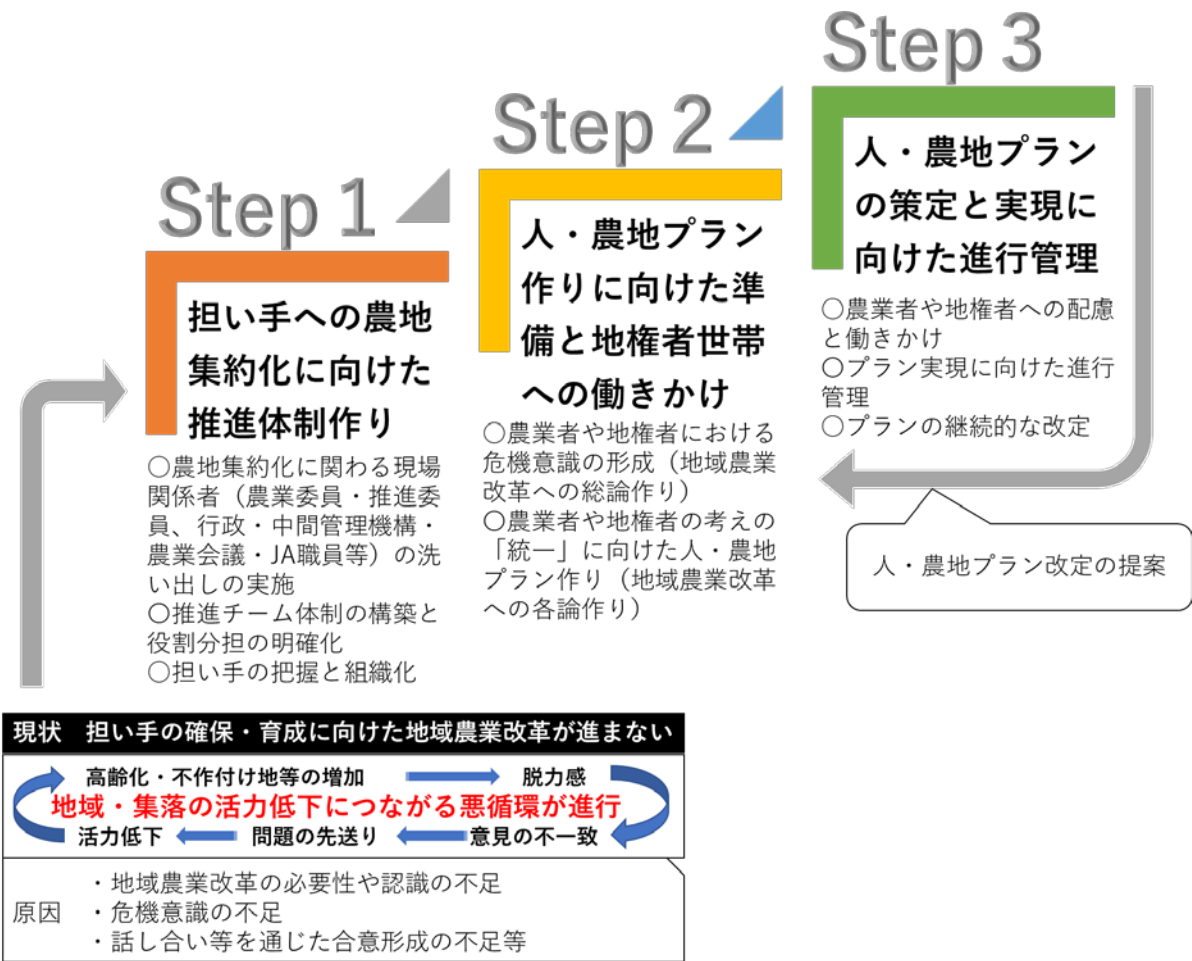 Step 1
担い手への農地
集約化に向けた
推進体制作り
○農地集約化に関わる現場
関係者（農業委員・推進委
員、行政・中間管理機構・
農業会議・JA職員等）の洗
い出しの実施
○推進チーム体制の構築と
役割分担の明確化
○担い手の把握と組織化
Step 2
人・農地プラン
作りに向けた準
備と地権者世帯
への働きかけ
○農業者や地権者における
危機意識の形成（地域農業
改革への総論作り）
○農業者や地権者の考えの
「統一」に向けた人・農地
プラン作り（地域農業改革
への各論作り）
Step 3
人・農地プラン
の策定と実現に
向けた進行管理
○農業者や地権者への配慮
と働きかけ
○プラン実現に向けた進行
管理
○プランの継続的な改定
人・農地プラン改定の提案
現状　担い手の確保・育成に向けた地域農業改革が進まない
高齢化・不作付け地等の増加　脱力感
地域・集落の活力低下につながる悪循環が進行
活力低下　問題の先送り　意見の不一致
原因
・地域農業改革の必要性や認識の不足
・危機意識の不足
・話し合い等を通じた合意形成の不足等